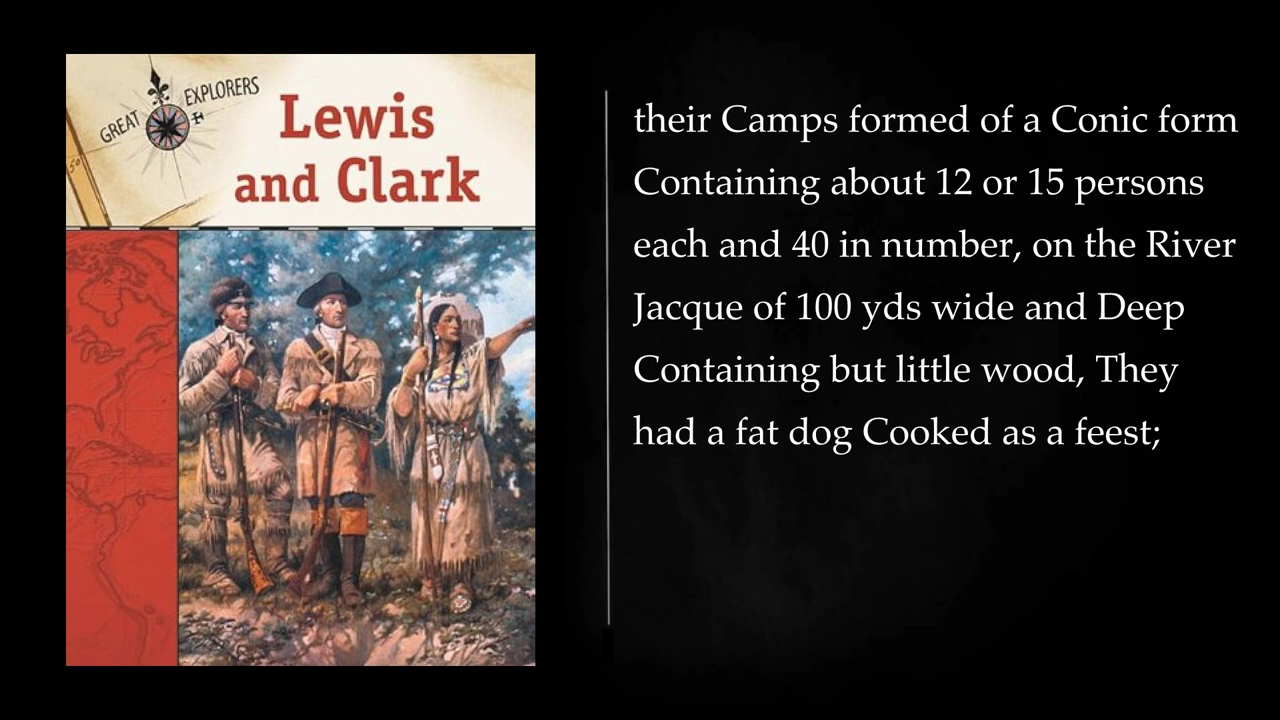 GREAT EXPLORERS
Lewis
and Clark
50
their Camps formed of a Conic form
Containing about 12 or 15 persons
each and 40 in number, on the River
Jacque of 100 yds wide and Deep
Containing but little wood, They
had a fat dog Cooked as a feest;